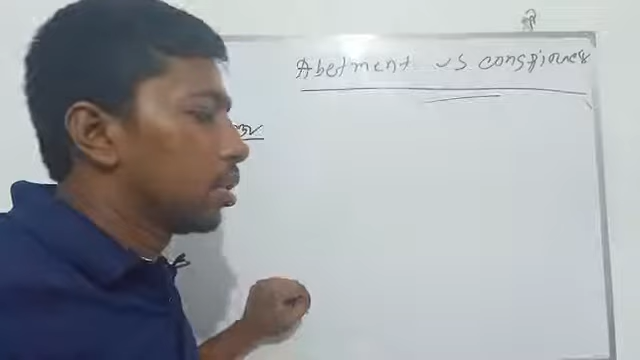 श्री
Abetment vs conspiracy